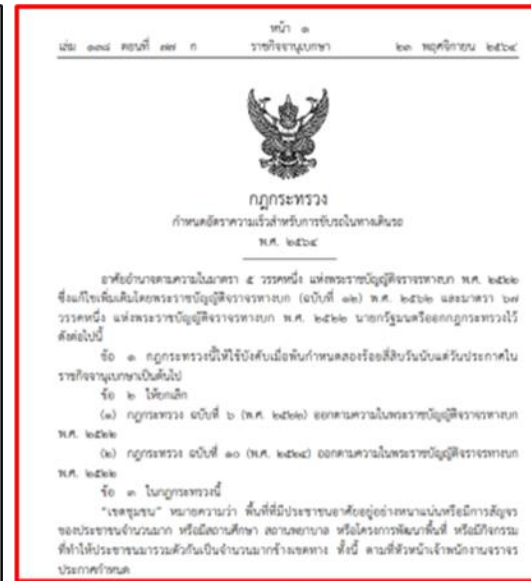 หน้า ๑
เล่ม ๑๓๘ ตอนที่ ๗๗ ก ราชกิจจานุเบกษา ๒๓ พฤศจิกายน ๒๕๖๔
กฎกระทรวง
กำหนดอัตราความเร็วสำหรับการขับรถในทางเดินรถ
พ.ศ. ๒๕๖๔
อาศัยอำนาจตามความในมาตรา ๕ วรรคหนึ่ง แห่งพระราชบัญญัติจราจรทางบก พ.ศ. ๒๕๒๒
ซึ่งแก้ไขเพิ่มเติมโดยพระราชบัญญัติจราจรทางบก (ฉบับที่ ๑๒) พ.ศ. ๒๕๖๒ และมาตรา ๖๗
วรรคหนึ่ง แห่งพระราชบัญญัติจราจรทางบก พ.ศ. ๒๕๒๒ นายกรัฐมนตรีออกกฎกระทรวงไว้
ดังต่อไปนี้
ข้อ ๑ กฎกระทรวงนี้ให้ใช้บังคับเมื่อพ้นกำหนดสองร้อยสี่สิบวันนับแต่วันประกาศใน
ราชกิจจานุเบกษาเป็นต้นไป
ข้อ ๒ ให้ยกเลิก
(๑) กฎกระทรวง ฉบับที่ ๖ (พ.ศ. ๒๕๒๒) ออกตามความในพระราชบัญญัติจราจรทางบก
พ.ศ. ๒๕๒๒
(๒) กฎกระทรวง ฉบับที่ ๑๐ (พ.ศ. ๒๕๒๔) ออกตามความในพระราชบัญญัติจราจรทางบก
พ.ศ. ๒๕๒๒
ข้อ ๓ ในกฎกระทรวงนี้
"เขตชุมชน" หมายความว่า พื้นที่ที่มีประชาชนอาศัยอยู่อย่างหนาแน่นหรือมีการสัญจร
ของประชาชนจำนวนมาก หรือมีสถานศึกษา สถานพยาบาล หรือโครงการพัฒนาพื้นที่ หรือมีกิจกรรม
ที่ทำให้ประชาชนมารวมตัวกันเป็นจำนวนมากข้างเขตทาง ทั้งนี้ ตามที่หัวหน้าเจ้าพนักงานจราจร
ประกาศกำหนด